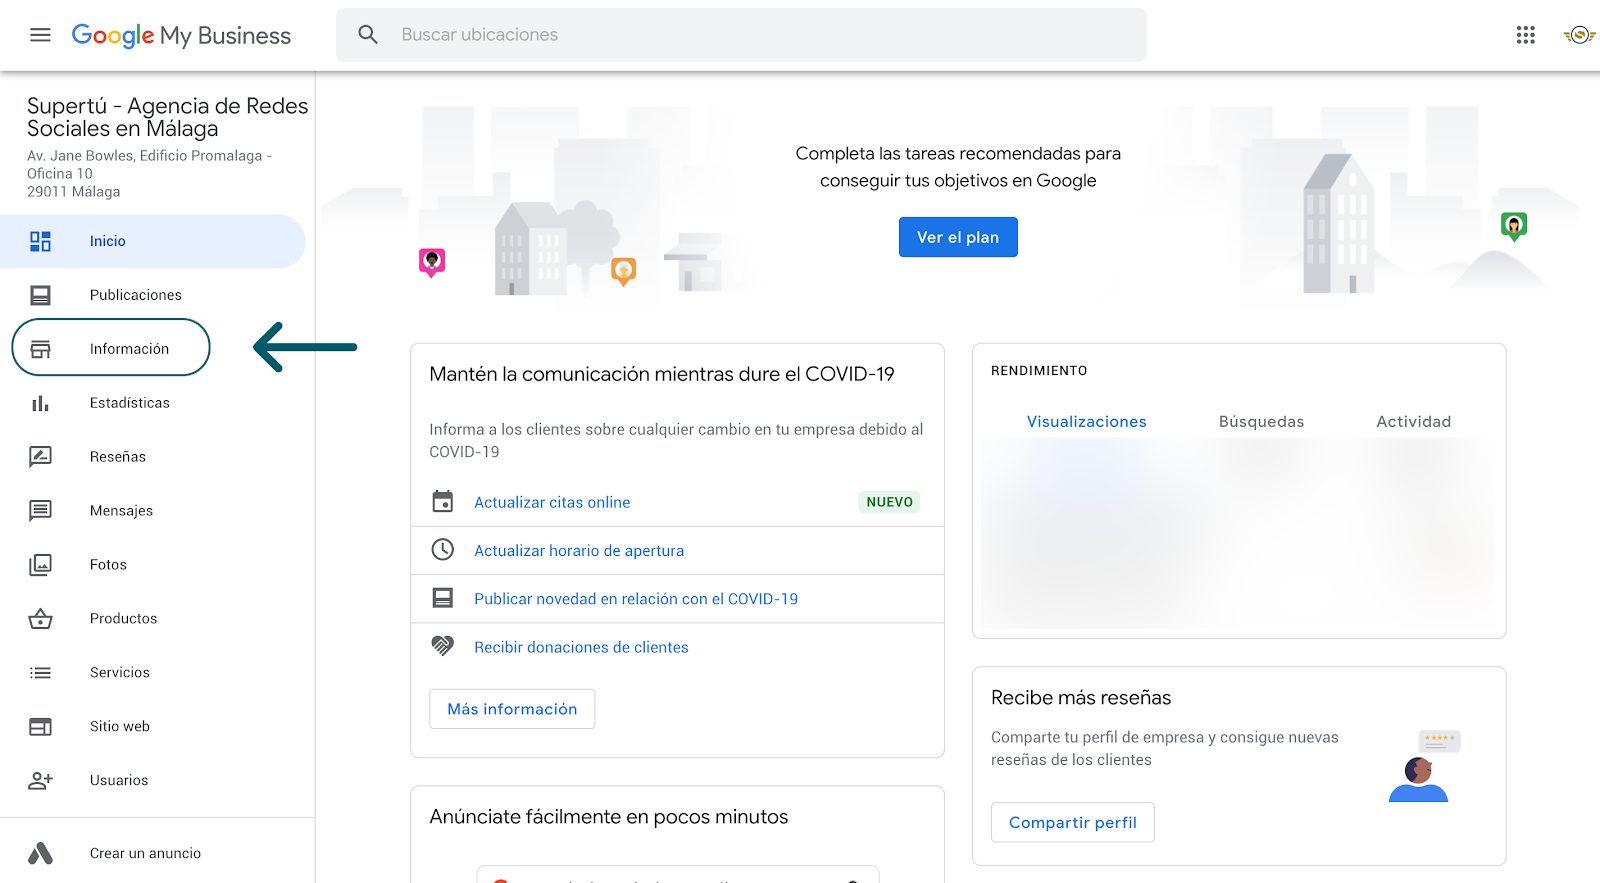 Google My Business
Buscar ubicaciones
Supertú - Agencia de Redes
Sociales en Málaga
Av. Jane Bowles, Edificio Promalaga -
Oficina 10
29011 Málaga
Inicio
Publicaciones
Información
Estadísticas
Reseñas
Mensajes
Fotos
Productos
Servicios
Sitio web
Usuarios
Crear un anuncio
Completa las tareas recomendadas para
conseguir tus objetivos en Google
Ver el plan
Mantén la comunicación mientras dure el COVID-19
Informa a los clientes sobre cualquier cambio en tu empresa debido al
COVID-19
Actualizar citas online
NUEVO
Actualizar horario de apertura
Publicar novedad en relación con el COVID-19
Recibir donaciones de clientes
Más información
Anúnciate fácilmente en pocos minutos
RENDIMIENTO
Visualizaciones Búsquedas Actividad
Recibe más reseñas
Comparte tu perfil de empresa y consigue nuevas
reseñas de los clientes
Compartir perfil